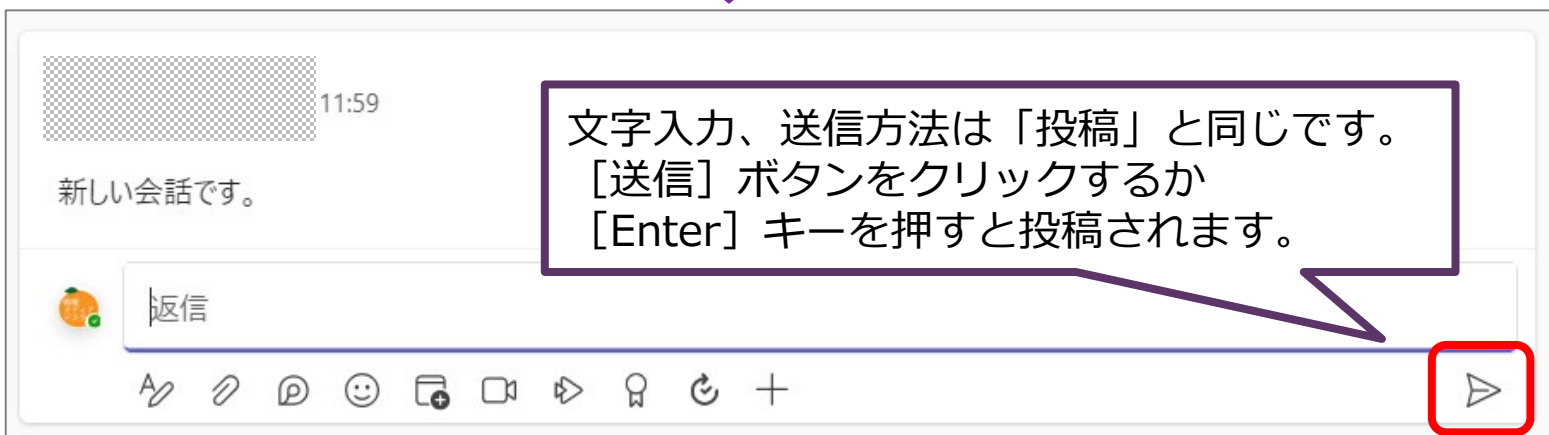 11:59
新しい会話です。
文字入力、送信方法は「投稿」と同じです。
［送信］ボタンをクリックするか
［Enter］キーを押すと投稿されます。
返信